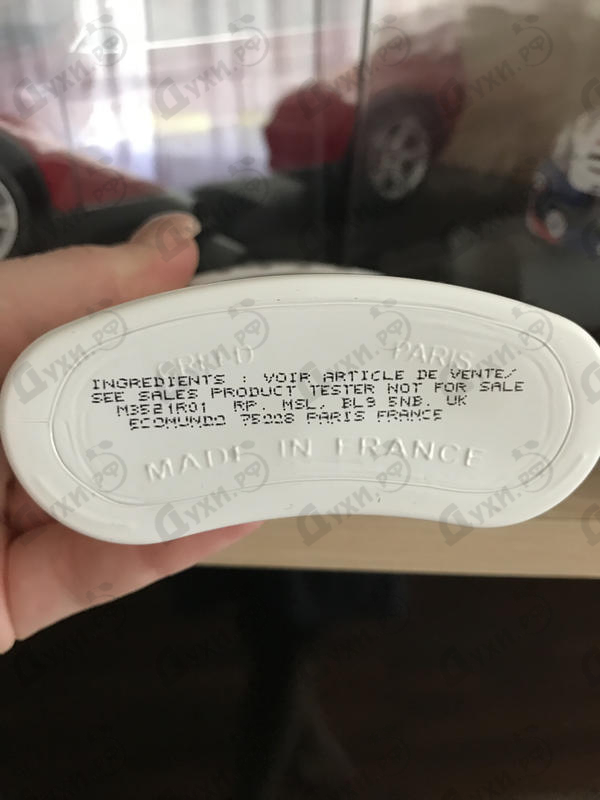 CREED PARIS
INGREDIENTS : VOIR ARTICLE DE VENTE/
SEE SALES PRODUCT TESTER NOT FOR SALE
M3521R01 RP. MSL. BL9 5NB. UK
ECOMUNDO 75008 PARIS FRANCE
MADE IN FRANCE
Духи.РФ